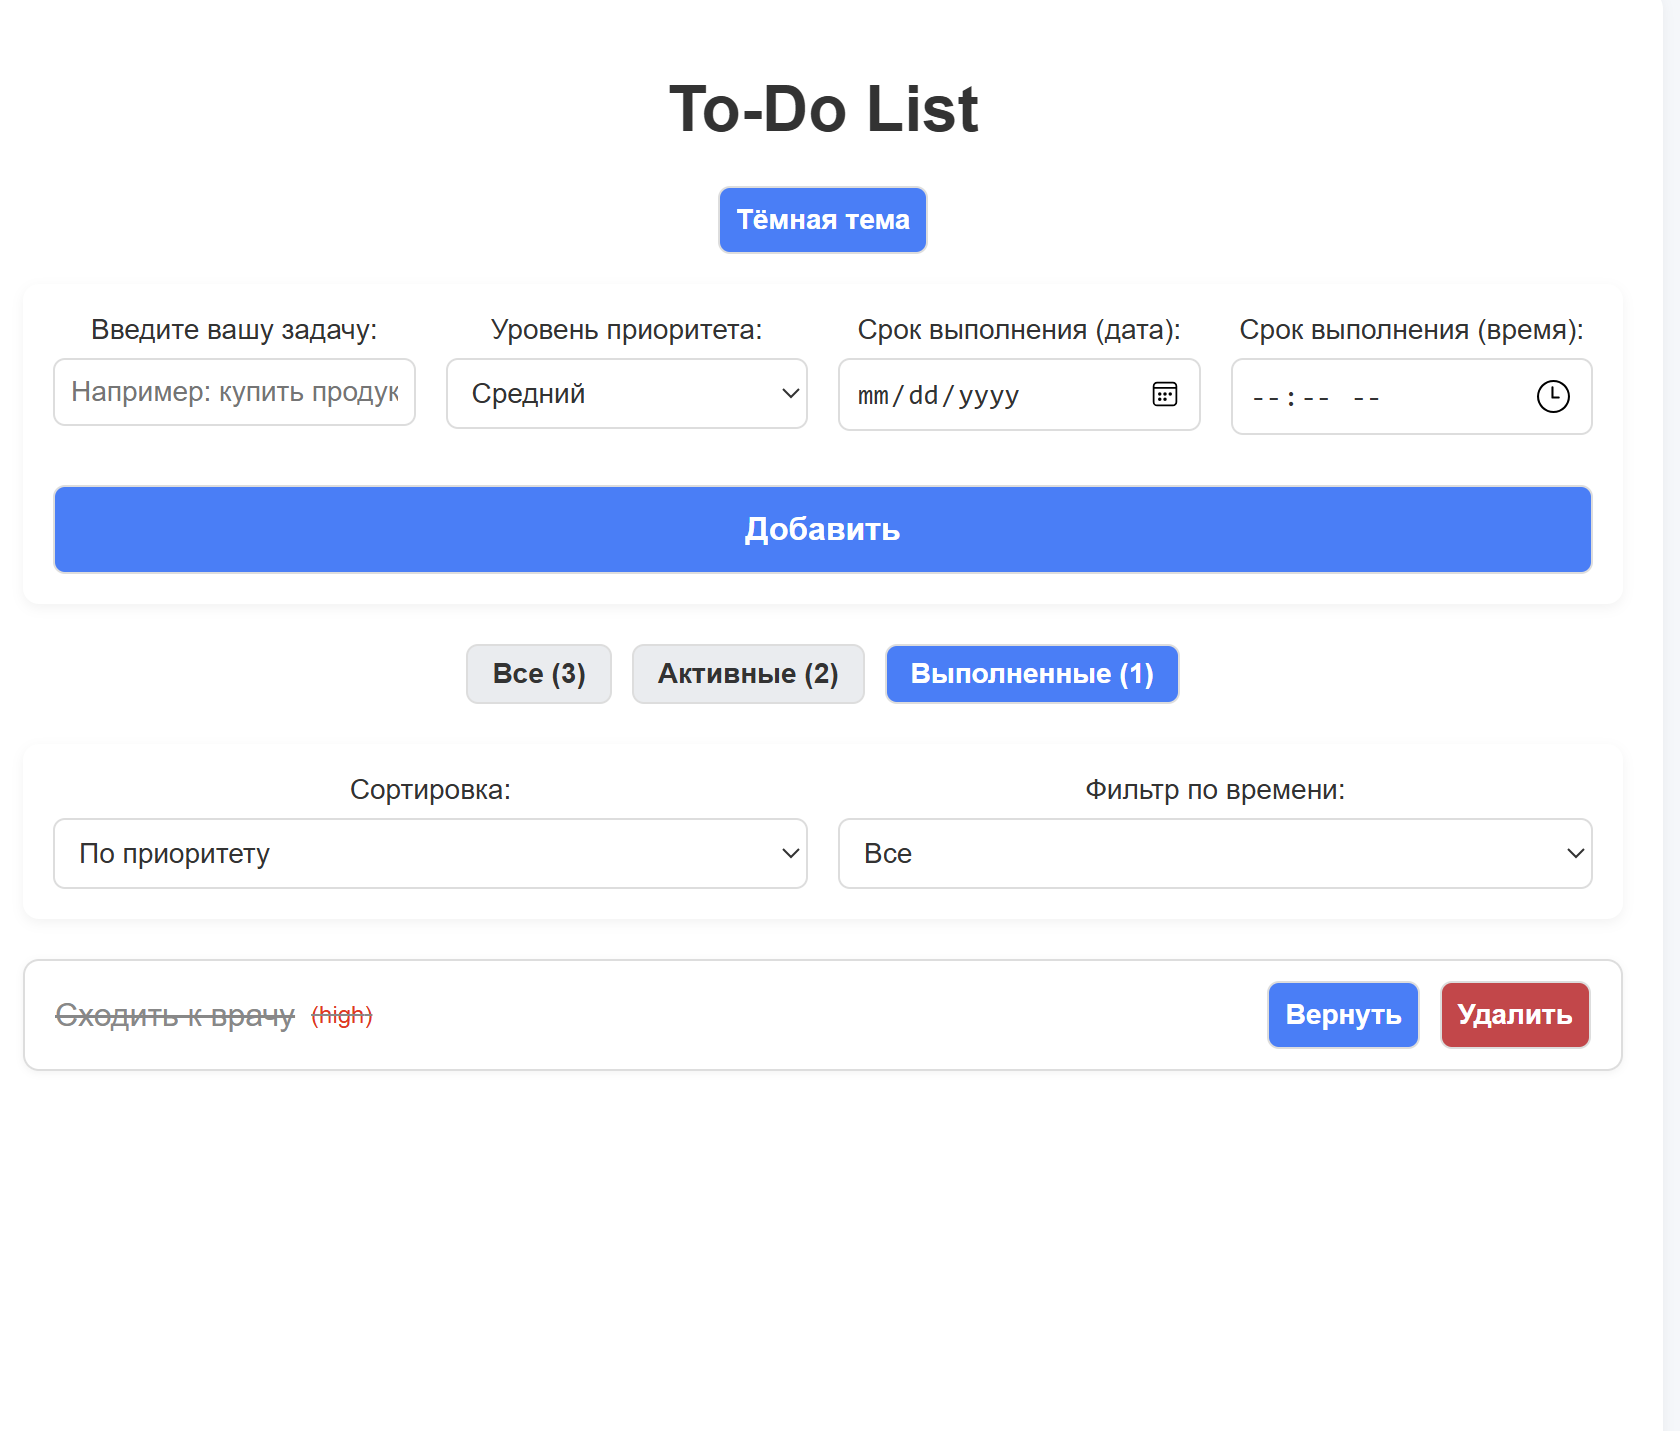 To-Do List
Тёмная тема
Введите вашу задачу: Уровень приоритета: Срок выполнения (дата): Срок выполнения (время):
Например: купить продук Средний mm/dd/yyyy --:-- --
Добавить
Все (3) Активные (2) Выполненные (1)
Сортировка: Фильтр по времени:
По приоритету Все
Сходить к врачу (high) Вернуть Удалить